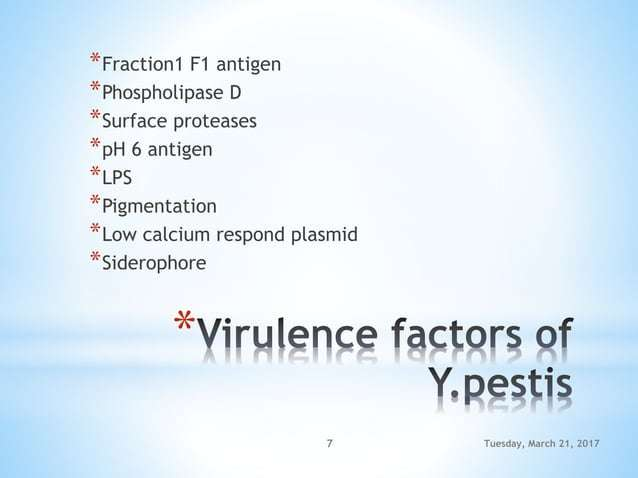 *Fraction1 F1 antigen
*Phospholipase D
*Surface proteases
*pH 6 antigen
*LPS
*Pigmentation
*Low calcium respond plasmid
*Siderophore
*Virulence factors of
Y.pestis
7 Tuesday, March 21, 2017